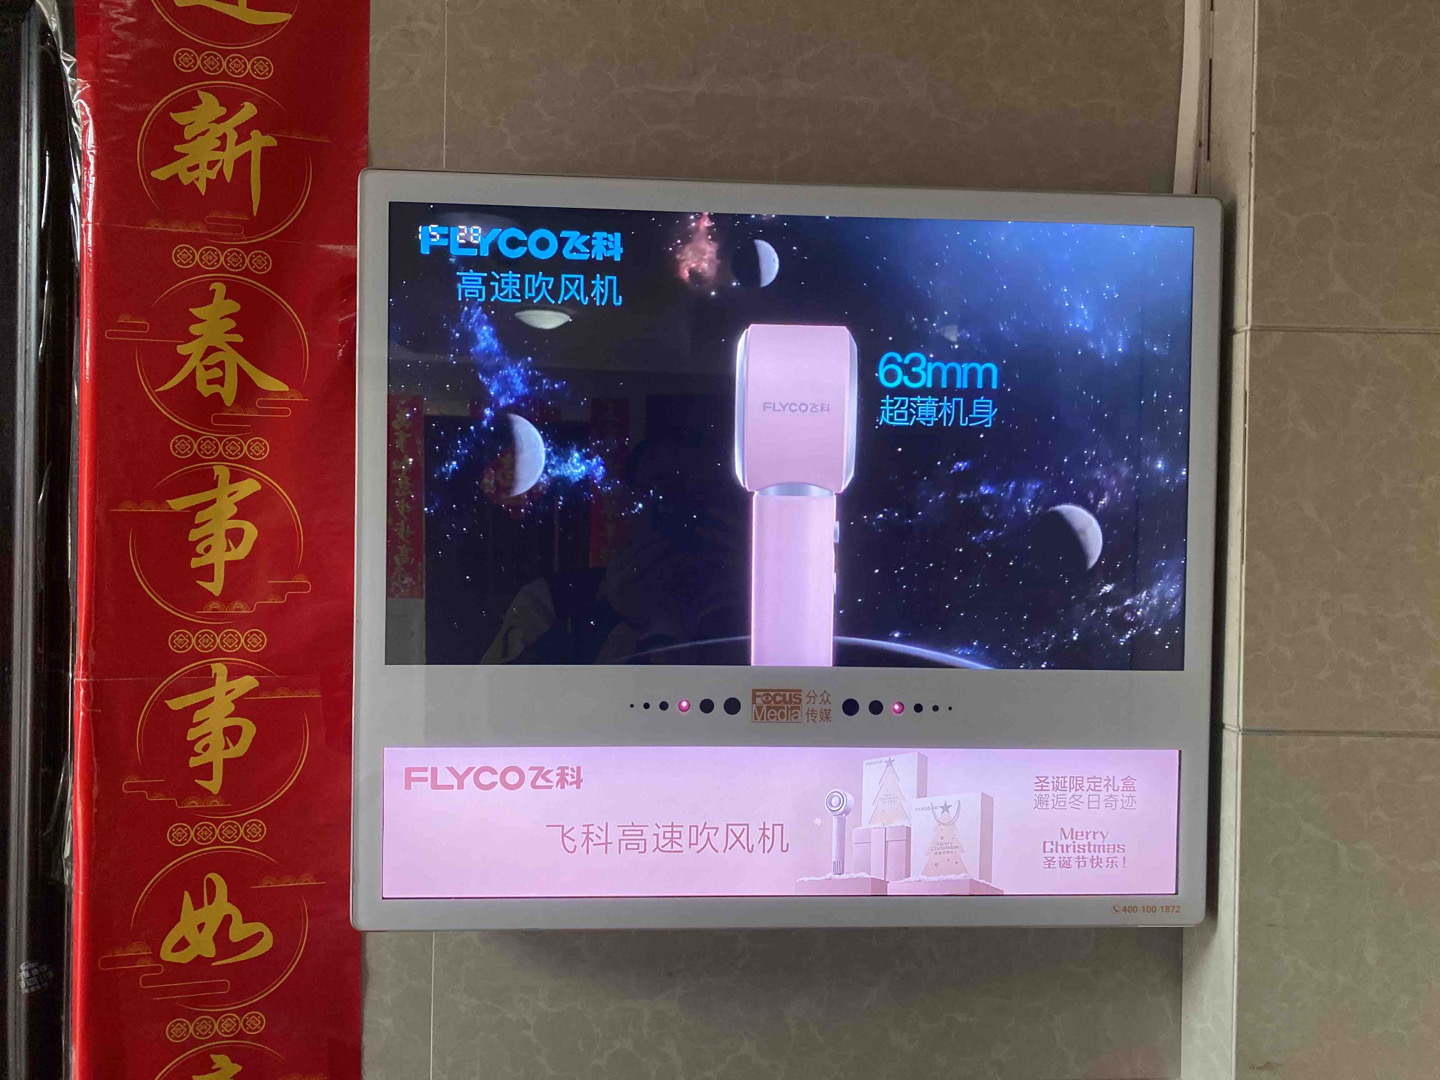 迎
新
春
事
事
如
15:28
FLYCO飞科
高速吹风机
FLYCO飞科
63mm
超薄机身
Focus Media 分众传媒
FLYCO飞科
飞科高速吹风机
圣诞限定礼盒
邂逅冬日奇迹
Merry
Christmas
圣诞节快乐!
400-100-1872